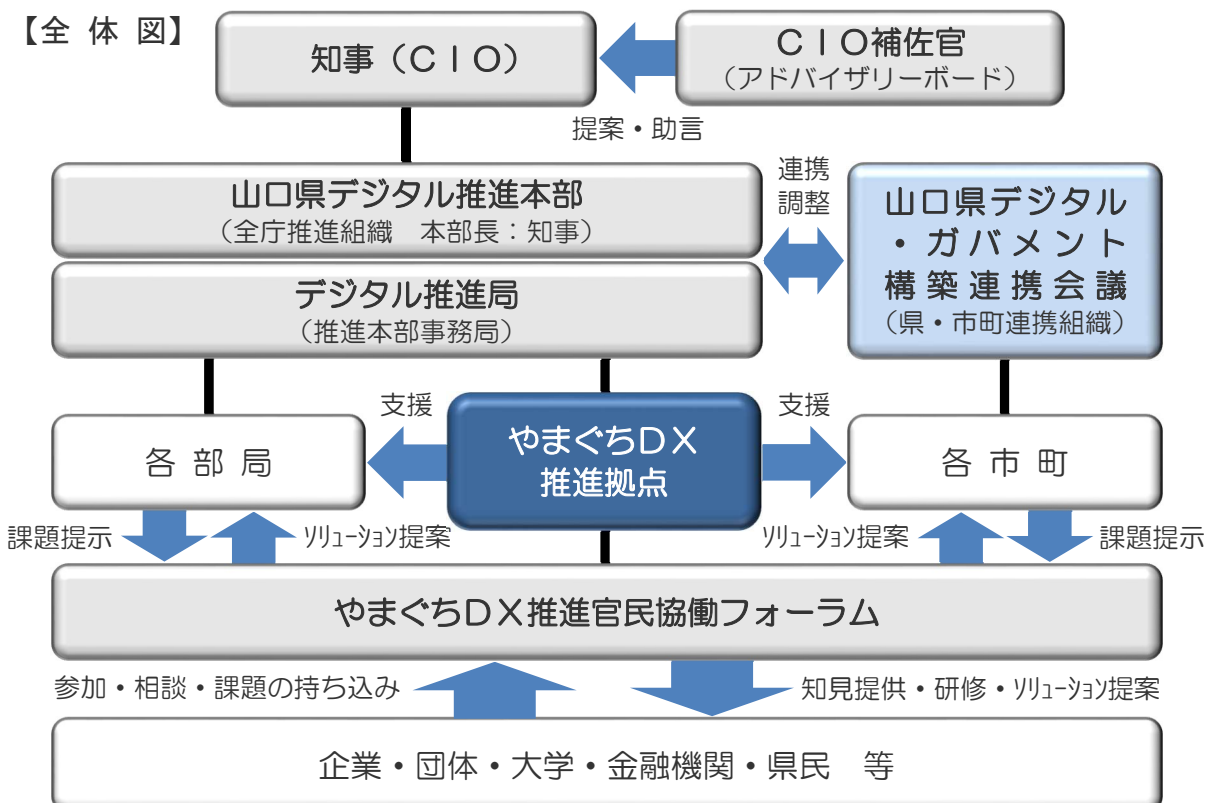 【全 体 図】
知事（ＣＩＯ）
ＣＩＯ補佐官
（アドバイザリーボード）
提案・助言
山口県デジタル推進本部
（全庁推進組織　本部長：知事）
デジタル推進局
（推進本部事務局）
連携
調整
山口県デジタル
・ガバメント
構築連携会議
（県・市町連携組織）
各 部 局
支援
やまぐちＤＸ
推進拠点
支援
各 市 町
課題提示
ｿﾘｭｰｼｮﾝ提案
ｿﾘｭｰｼｮﾝ提案
課題提示
やまぐちＤＸ推進官民協働フォーラム
参加・相談・課題の持ち込み
知見提供・研修・ｿﾘｭｰｼｮﾝ提案
企業・団体・大学・金融機関・県民　等